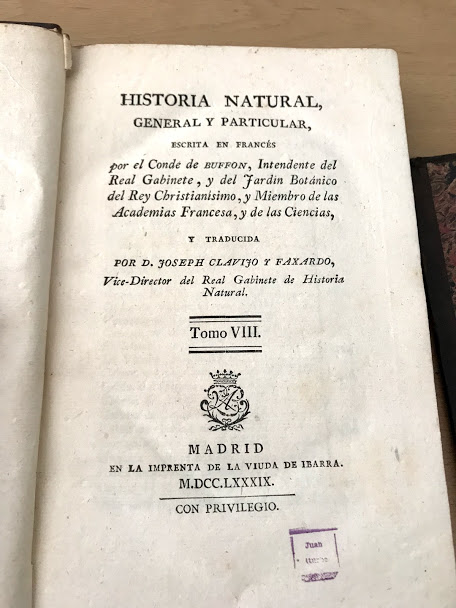 HISTORIA NATURAL,
GENERAL Y PARTICULAR,
ESCRITA EN FRANCÉS
por el Conde de BUFFON, Intendente del
Real Gabinete, y del Jardin Botánico
del Rey Christianísimo, y Miembro de las
Academias Francesa, y de las Ciencias,
Y TRADUCIDA
POR D. JOSEPH CLAVIJO Y FAXARDO,
Vice-Director del Real Gabinete de Historia
Natural.
Tomo VIII.
MADRID
EN LA IMPRENTA DE LA VIUDA DE IBARRA.
M.DCC.LXXXIX.
CON PRIVILEGIO.
Juan